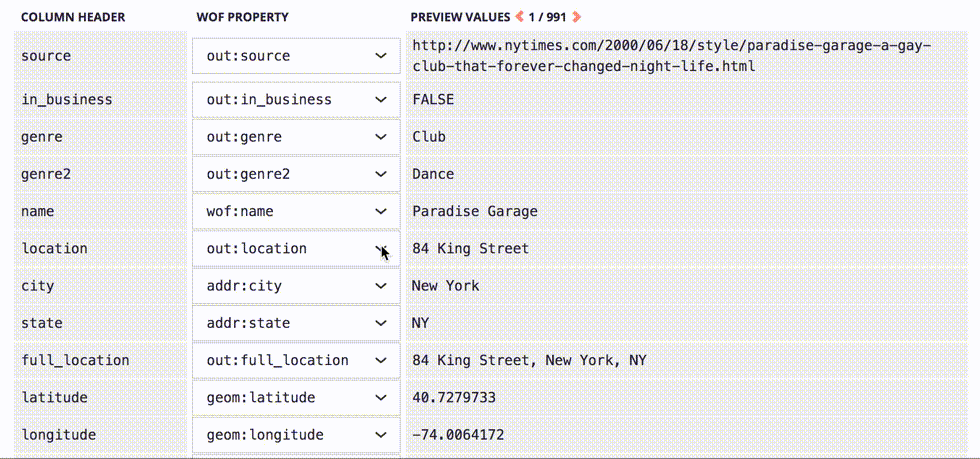 COLUMN HEADER WOF PROPERTY PREVIEW VALUES < 1 / 991 >
source out:source http://www.nytimes.com/2000/06/18/style/paradise-garage-a-gay-
club-that-forever-changed-night-life.html
in_business out:in_business FALSE
genre out:genre Club
genre2 out:genre2 Dance
name wof:name Paradise Garage
location out:location 84 King Street
city addr:city New York
state addr:state NY
full_location out:full_location 84 King Street, New York, NY
latitude geom:latitude 40.7279733
longitude geom:longitude -74.0064172